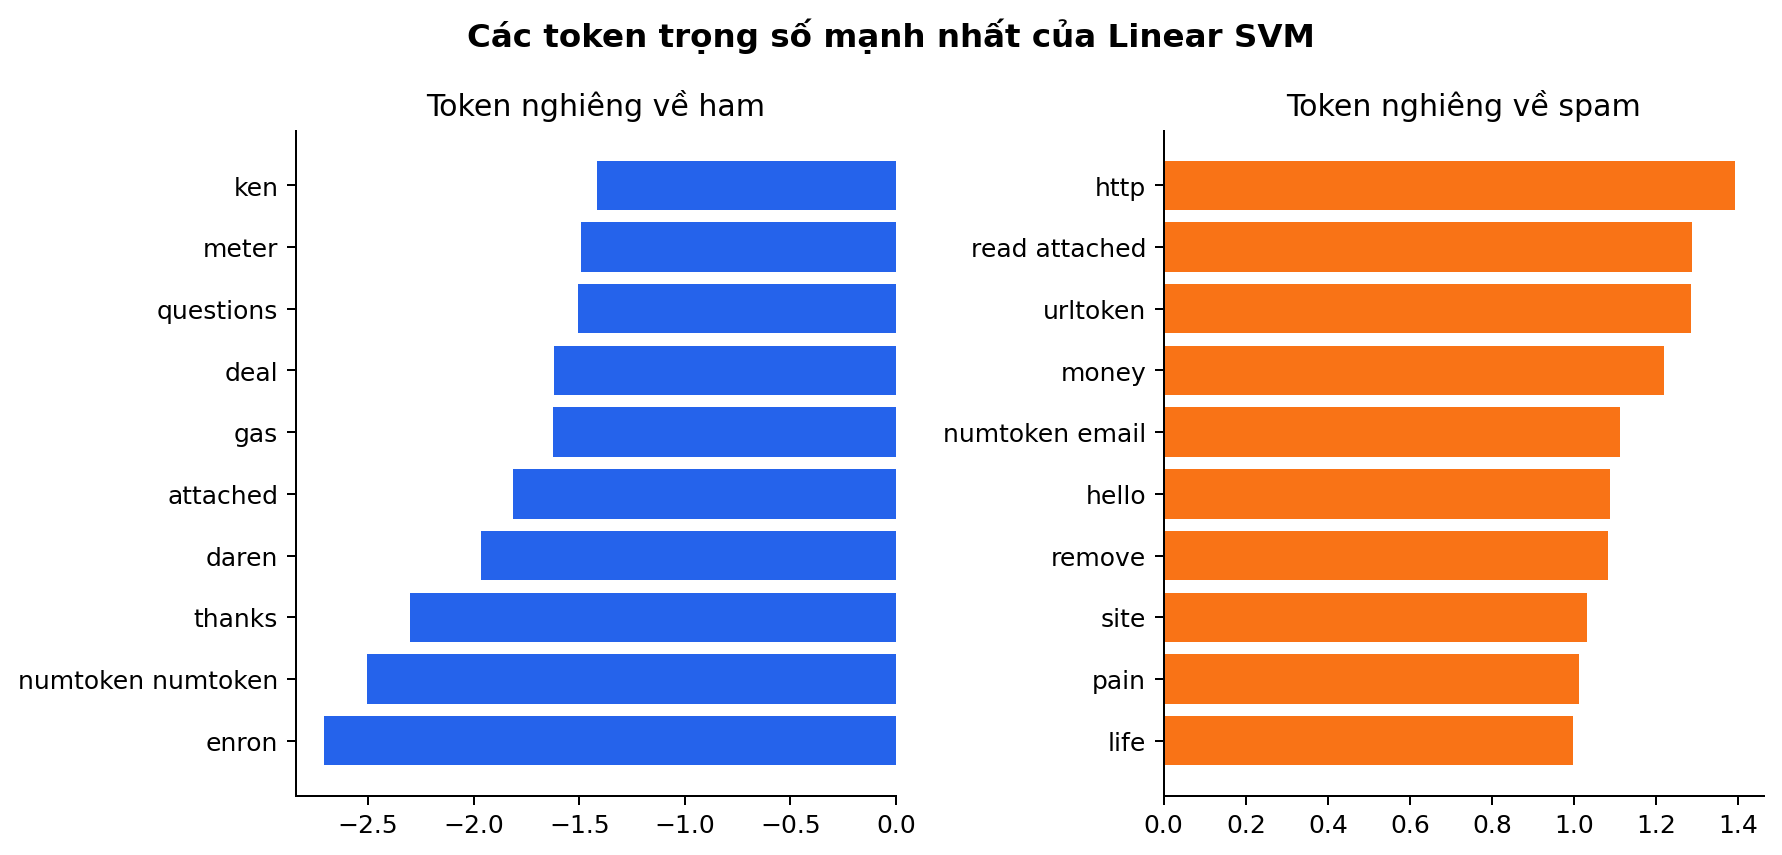 Các token trọng số mạnh nhất của Linear SVM
Token nghiêng về ham
ken
meter
questions
deal
gas
attached
daren
thanks
numtoken numtoken
enron
−2.5 −2.0 −1.5 −1.0 −0.5 0.0
Token nghiêng về spam
http
read attached
urltoken
money
numtoken email
hello
remove
site
pain
life
0.0 0.2 0.4 0.6 0.8 1.0 1.2 1.4